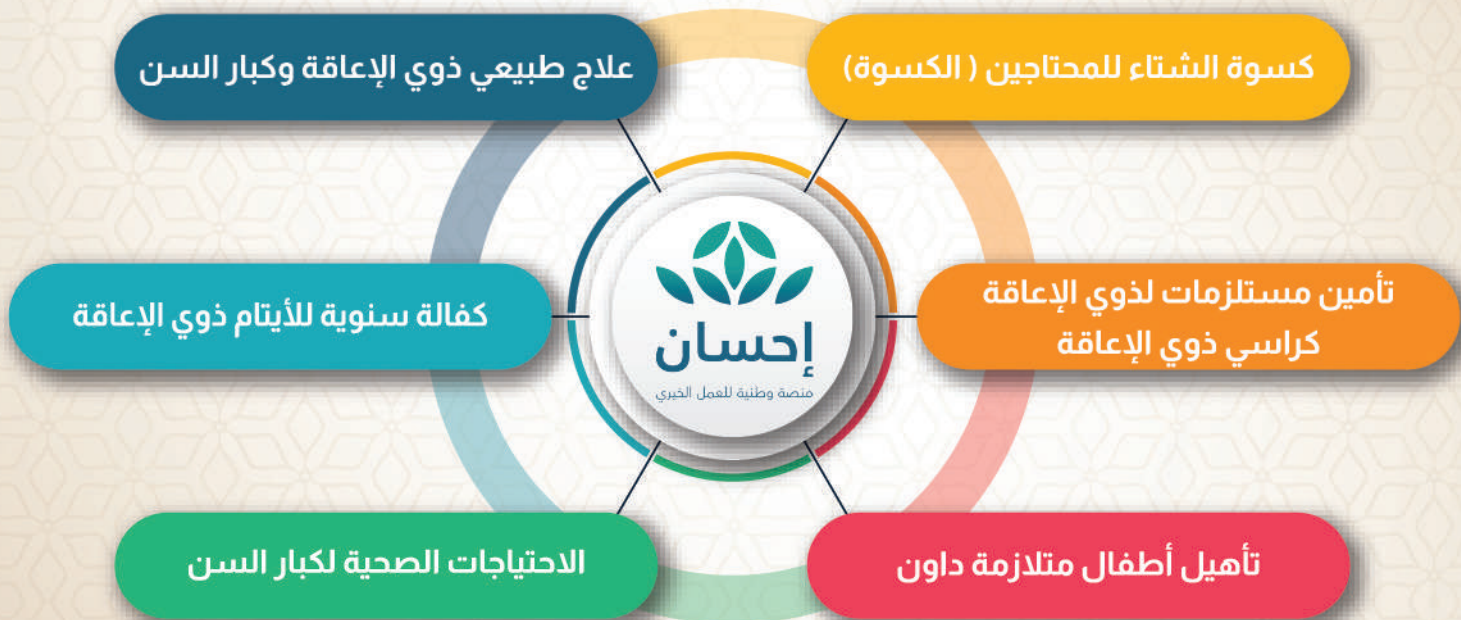 كسوة الشتاء للمحتاجين ( الكسوة)
علاج طبيعي ذوي الإعاقة وكبار السن
تأمين مستلزمات لذوي الإعاقة
كراسي ذوي الإعاقة
إحسان
منصة وطنية للعمل الخيري
كفالة سنوية للأيتام ذوي الإعاقة
تأهيل أطفال متلازمة داون
الاحتياجات الصحية لكبار السن